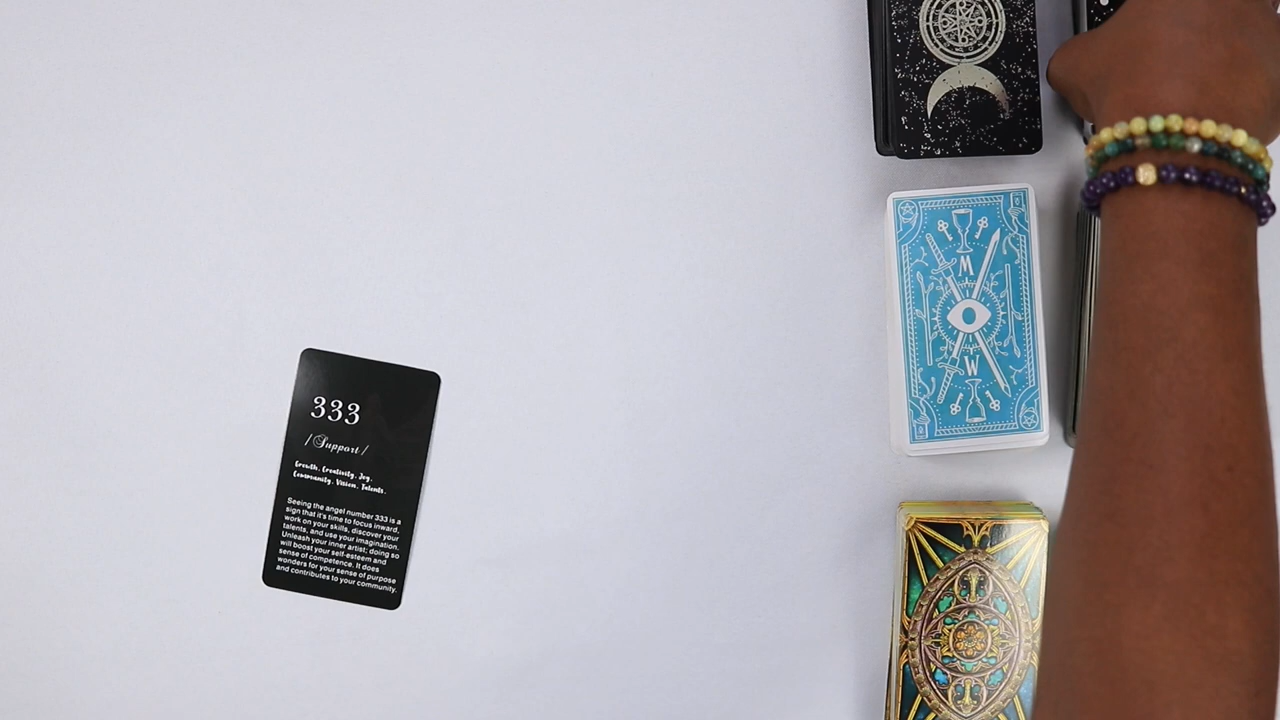 333
/Support/
Growth. Creativity. Joy.
Community. Vision. Talents.
Seeing the angel number 333 is a
sign that it's time to focus inward,
work on your skills, discover your
talents, and use your imagination.
Unleash your inner artist; doing so
will boost your self-esteem and
sense of competence. It does
wonders for your sense of purpose
and contributes to your community.
M
W